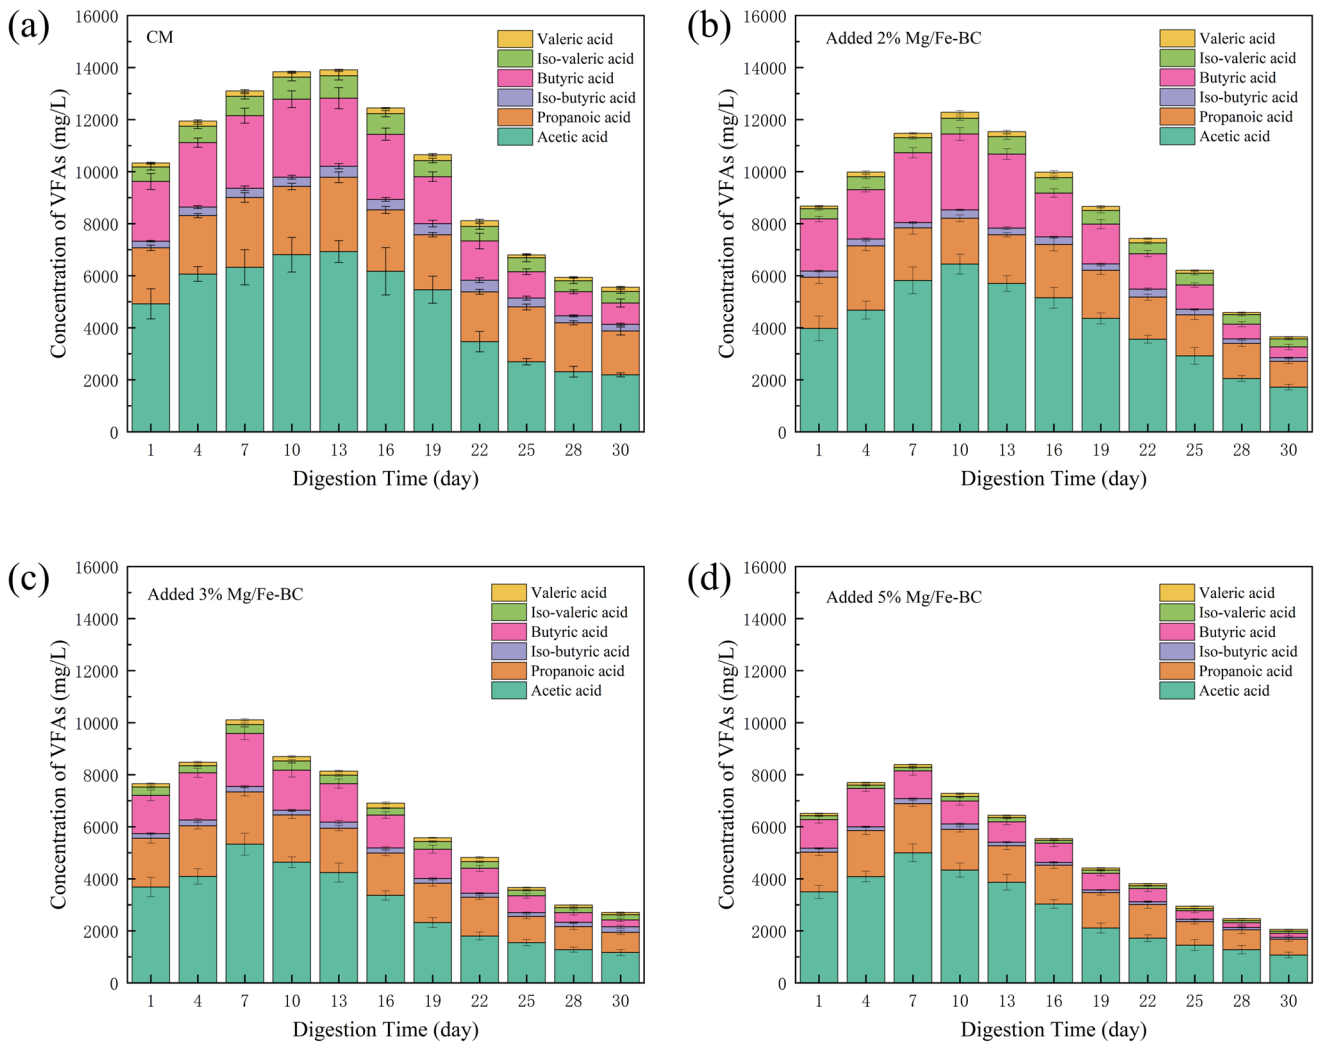 (a)
CM
Valeric acid
Iso-valeric acid
Butyric acid
Iso-butyric acid
Propanoic acid
Acetic acid
Concentration of VFAs (mg/L)
16000
14000
12000
10000
8000
6000
4000
2000
0
1 4 7 10 13 16 19 22 25 28 30
Digestion Time (day)
(b)
Added 2% Mg/Fe-BC
Valeric acid
Iso-valeric acid
Butyric acid
Iso-butyric acid
Propanoic acid
Acetic acid
Concentration of VFAs (mg/L)
16000
14000
12000
10000
8000
6000
4000
2000
0
1 4 7 10 13 16 19 22 25 28 30
Digestion Time (day)
(c)
Added 3% Mg/Fe-BC
Valeric acid
Iso-valeric acid
Butyric acid
Iso-butyric acid
Propanoic acid
Acetic acid
Concentration of VFAs (mg/L)
16000
14000
12000
10000
8000
6000
4000
2000
0
1 4 7 10 13 16 19 22 25 28 30
Digestion Time (day)
(d)
Added 5% Mg/Fe-BC
Valeric acid
Iso-valeric acid
Butyric acid
Iso-butyric acid
Propanoic acid
Acetic acid
Concentration of VFAs (mg/L)
16000
14000
12000
10000
8000
6000
4000
2000
0
1 4 7 10 13 16 19 22 25 28 30
Digestion Time (day)